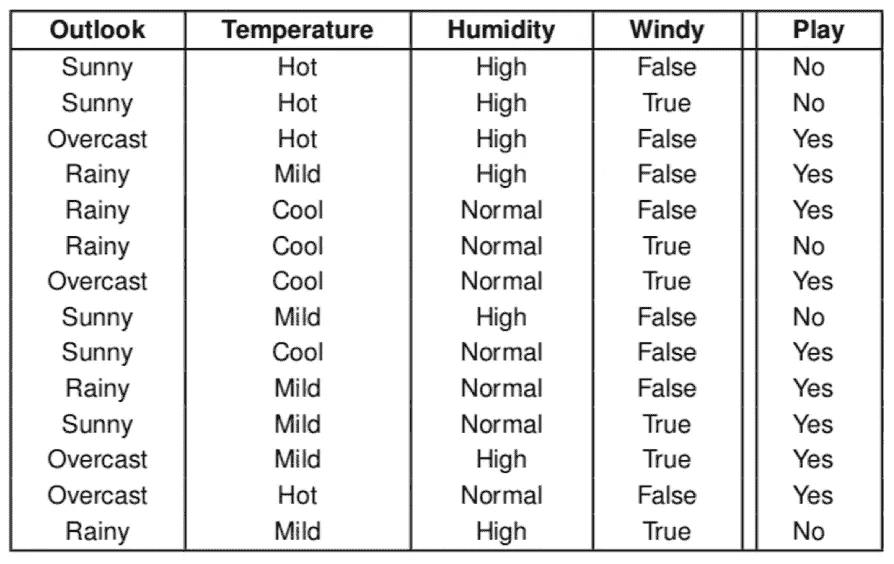 Outlook Temperature Humidity Windy Play
Sunny Hot High False No
Sunny Hot High True No
Overcast Hot High False Yes
Rainy Mild High False Yes
Rainy Cool Normal False Yes
Rainy Cool Normal True No
Overcast Cool Normal True Yes
Sunny Mild High False No
Sunny Cool Normal False Yes
Rainy Mild Normal False Yes
Sunny Mild Normal True Yes
Overcast Mild High True Yes
Overcast Hot Normal False Yes
Rainy Mild High True No